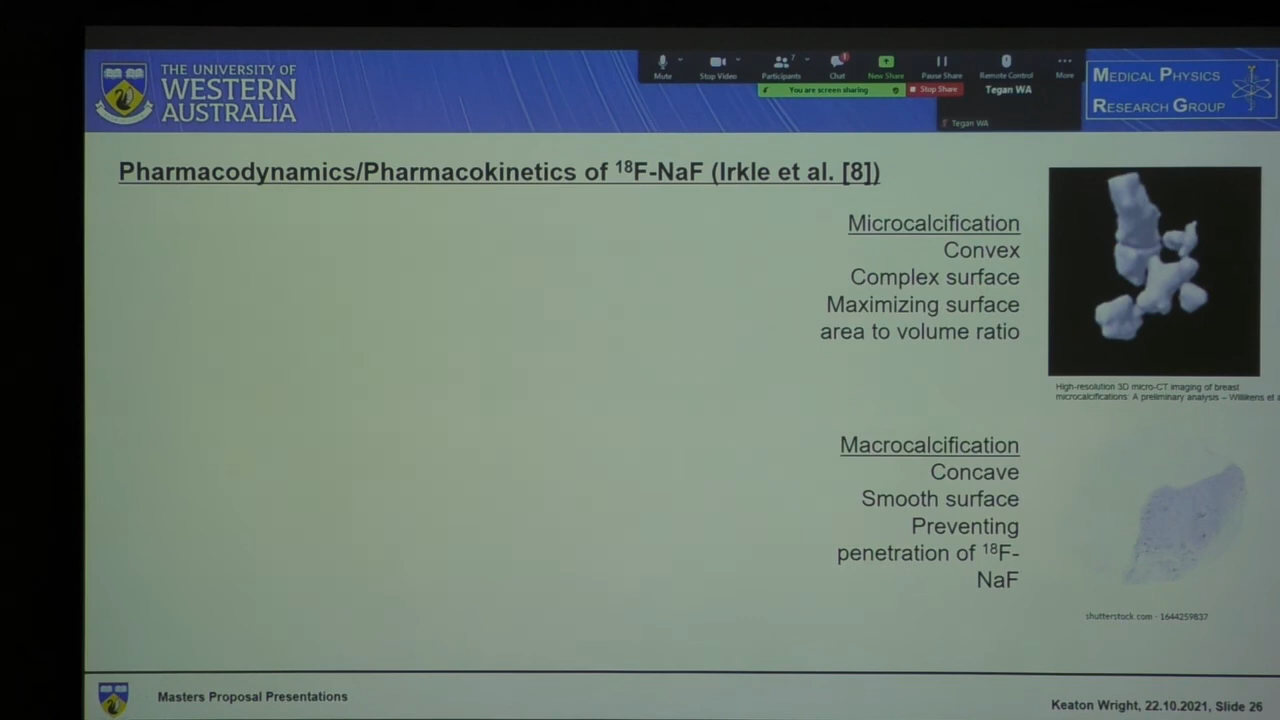 THE UNIVERSITY OF
WESTERN
AUSTRALIA
Mute
Stop Video
Participants
7
Chat
1
New Share
Pause Share
Remote Control
More
You are screen sharing
Stop Share
Tegan WA
Tegan WA
MEDICAL PHYSICS
RESEARCH GROUP
Pharmacodynamics/Pharmacokinetics of ¹⁸F-NaF (Irkle et al. [8])
Microcalcification
Convex
Complex surface
Maximizing surface
area to volume ratio
High-resolution 3D micro-CT imaging of breast
microcalcifications: A preliminary analysis – Willikens et
Macrocalcification
Concave
Smooth surface
Preventing
penetration of ¹⁸F-
NaF
shutterstock.com · 1644259837
Masters Proposal Presentations
Keaton Wright, 22.10.2021, Slide 26